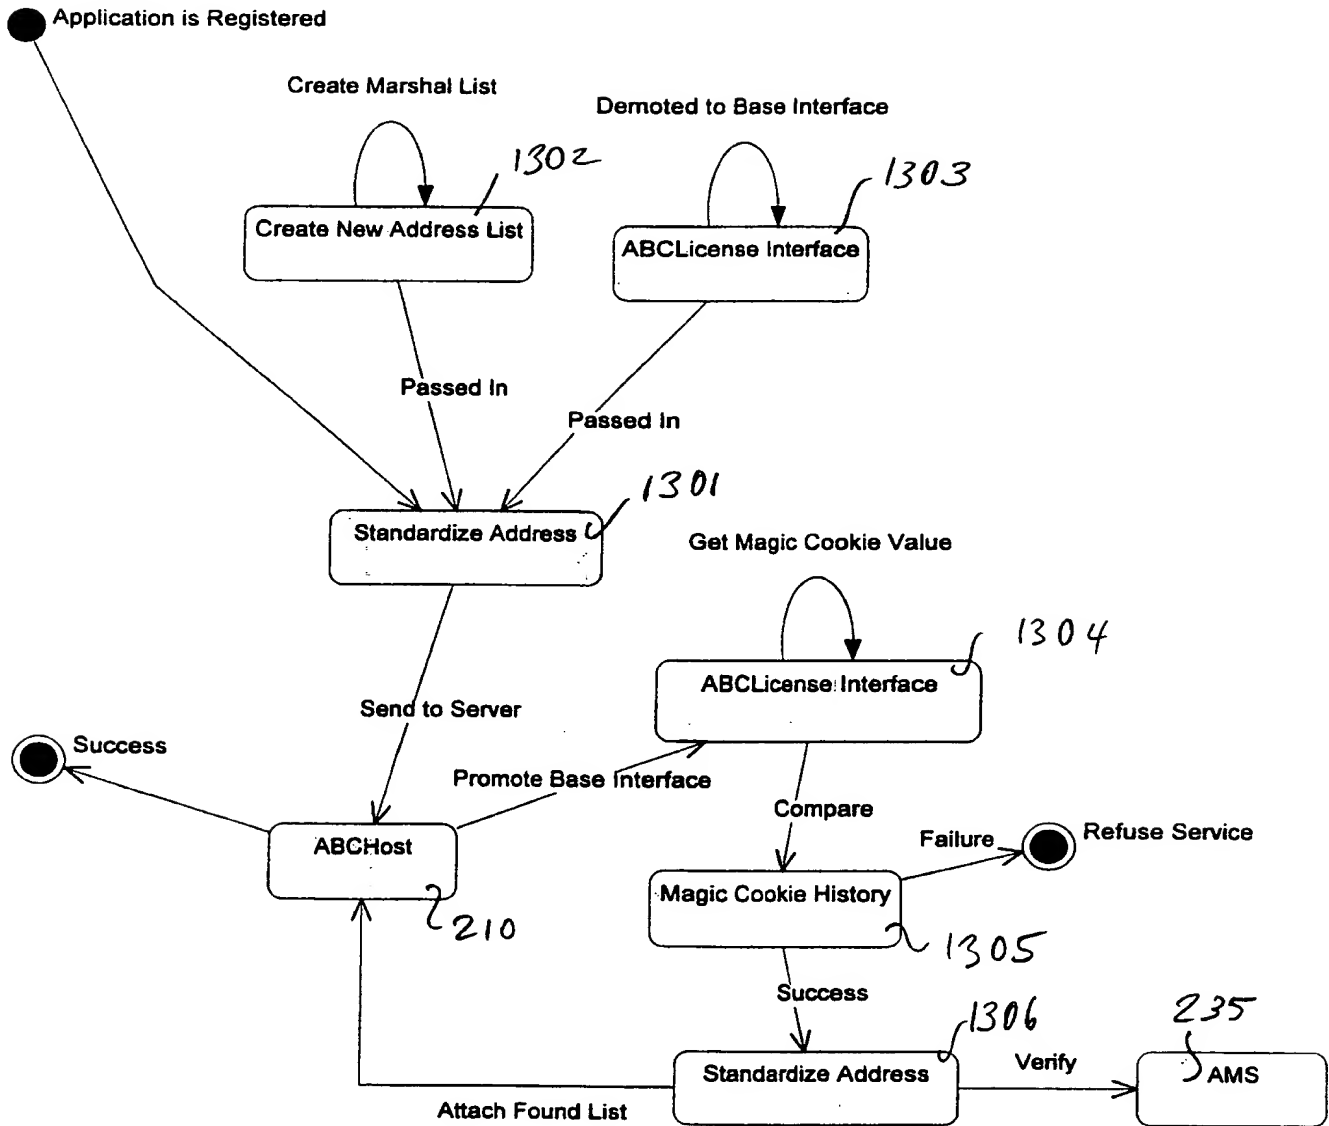 Application is Registered
Create Marshal List
Demoted to Base Interface
1302
1303
Create New Address List
ABCLicense Interface
Passed In
Passed In
1301
Standardize Address
Get Magic Cookie Value
1304
ABCLicense Interface
Send to Server
Success
Promote Base Interface
Compare
ABCHost
Failure
Refuse Service
Magic Cookie History
210
1305
Success
1306
235
Standardize Address
Verify
AMS
Attach Found List